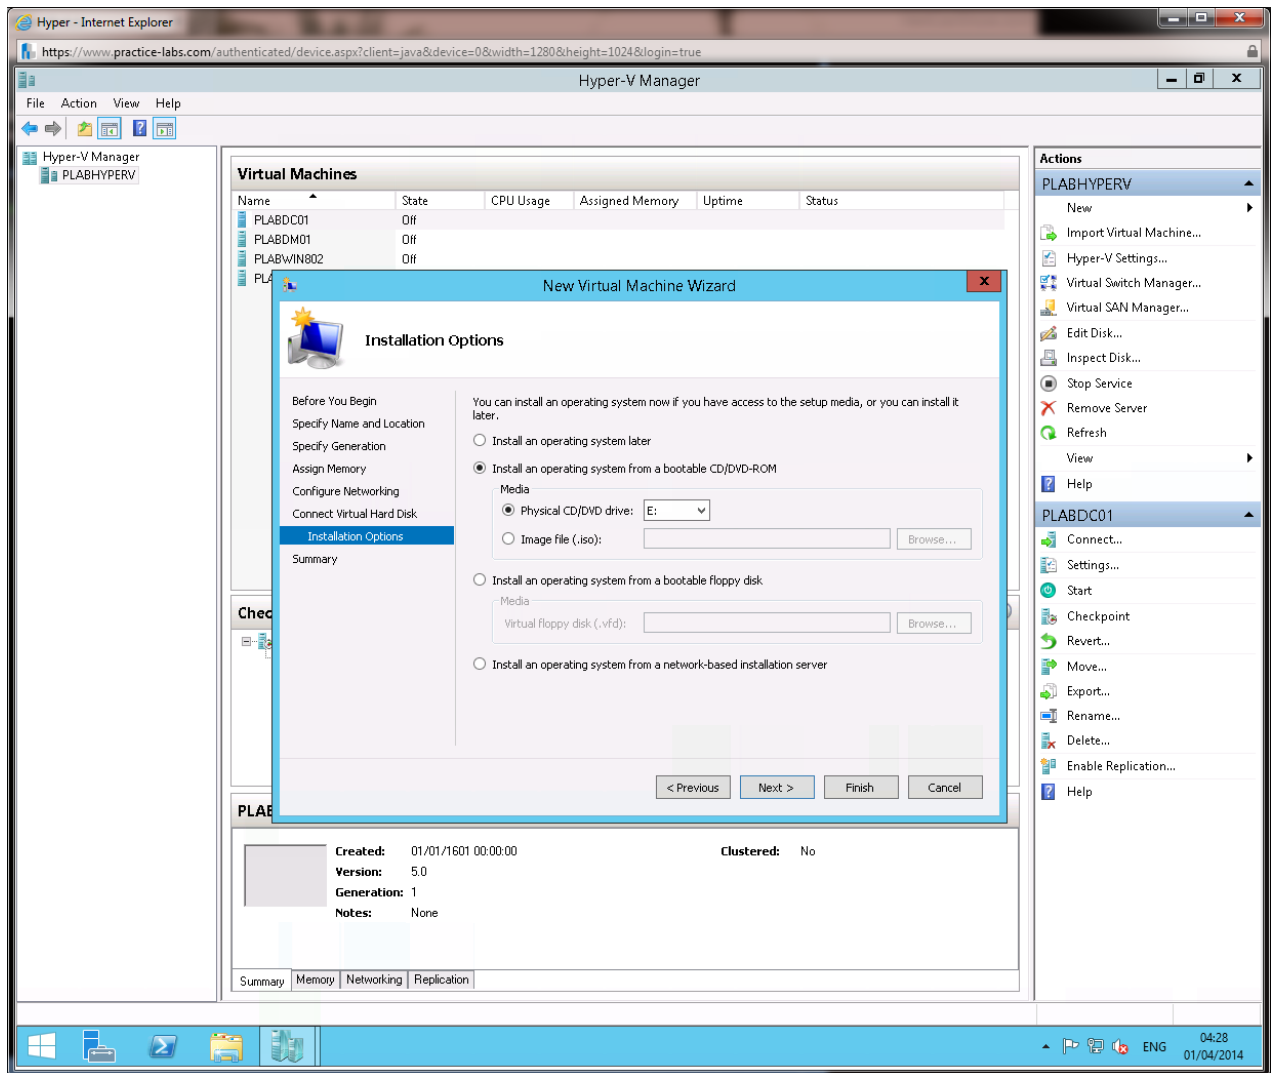 Hyper - Internet Explorer
https://www.practice-labs.com/authenticated/device.aspx?client=java&device=0&width=1280&height=1024&login=true
Hyper-V Manager
File Action View Help
Hyper-V Manager
PLABHYPERV
Virtual Machines
Name State CPU Usage Assigned Memory Uptime Status
PLABDC01 Off
PLABDM01 Off
PLABWIN802 Off
New Virtual Machine Wizard
Installation Options
Before You Begin
Specify Name and Location
Specify Generation
Assign Memory
Configure Networking
Connect Virtual Hard Disk
Installation Options
Summary
You can install an operating system now if you have access to the setup media, or you can install it
later.
Install an operating system later
Install an operating system from a bootable CD/DVD-ROM
Media
Physical CD/DVD drive: E:
Image file (.iso): Browse...
Install an operating system from a bootable floppy disk
Media
Virtual floppy disk (.vfd): Browse...
Install an operating system from a network-based installation server
< Previous Next > Finish Cancel
Created: 01/01/1601 00:00:00 Clustered: No
Version: 5.0
Generation: 1
Notes: None
Summary Memory Networking Replication
Actions
PLABHYPERV
New
Import Virtual Machine...
Hyper-V Settings...
Virtual Switch Manager...
Virtual SAN Manager...
Edit Disk...
Inspect Disk...
Stop Service
Remove Server
Refresh
View
Help
PLABDC01
Connect...
Settings...
Start
Checkpoint
Revert...
Move...
Export...
Rename...
Delete...
Enable Replication...
Help
ENG
04:28
01/04/2014